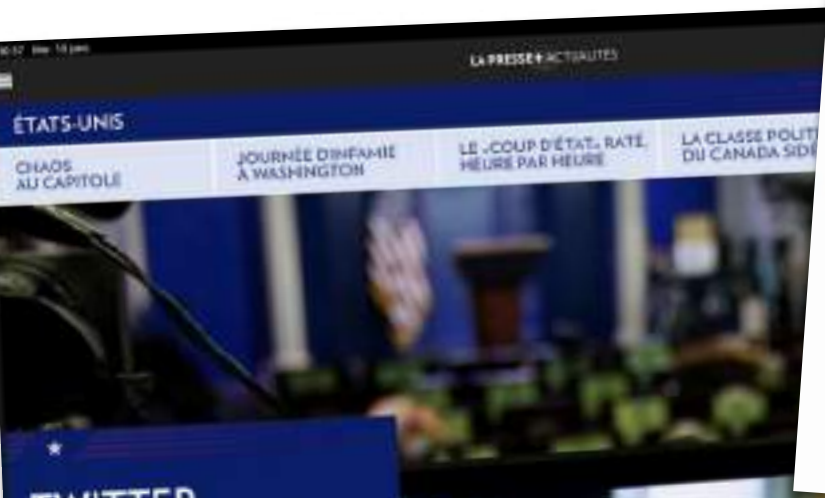 LA PRESSE+ ACTUALITÉS
ÉTATS-UNIS
CHAOS
AU CAPITOLE
JOURNÉE D'INFAMIE
À WASHINGTON
LE «COUP D'ÉTAT» RATÉ,
HEURE PAR HEURE
LA CLASSE POLIT
DU CANADA SIDÉ
TWITTER